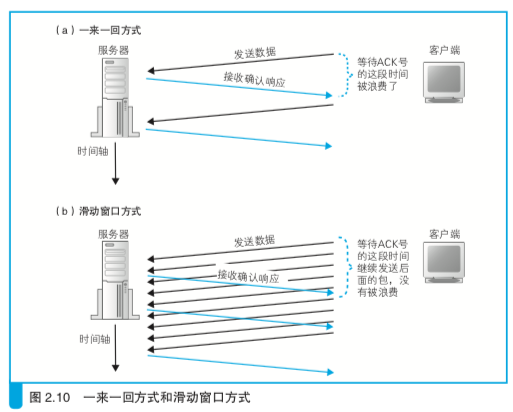 (a)一来一回方式
服务器
发送数据
客户端
接收确认响应
等待ACK号
的这段时间
被浪费了
时间轴
(b)滑动窗口方式
服务器
发送数据
客户端
接收确认响应
等待ACK号
的这段时间
继续发送后
面的包，没
有被浪费
时间轴
图 2.10 一来一回方式和滑动窗口方式